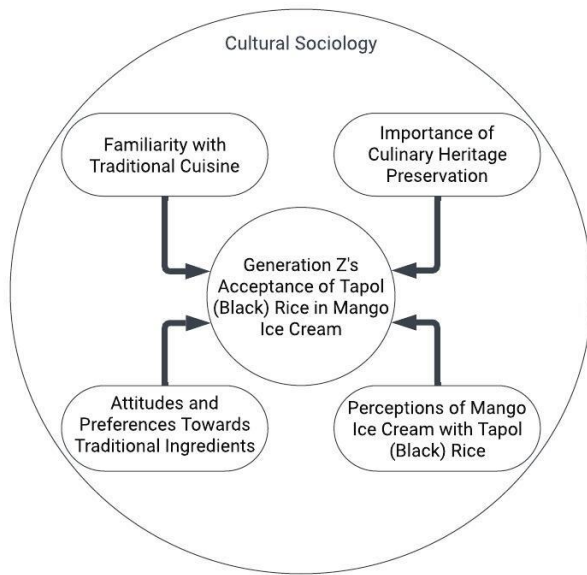 Cultural Sociology
Familiarity with
Traditional Cuisine
Importance of
Culinary Heritage
Preservation
Generation Z's
Acceptance of Tapol
(Black) Rice in Mango
Ice Cream
Attitudes and
Preferences Towards
Traditional Ingredients
Perceptions of Mango
Ice Cream with Tapol
(Black) Rice